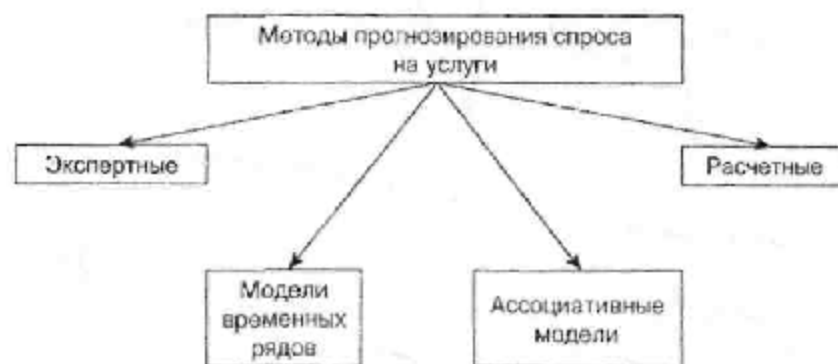 Методы прогнозирования спроса
на услуги
Экспертные
Расчетные
Модели
временных
рядов
Ассоциативные
модели